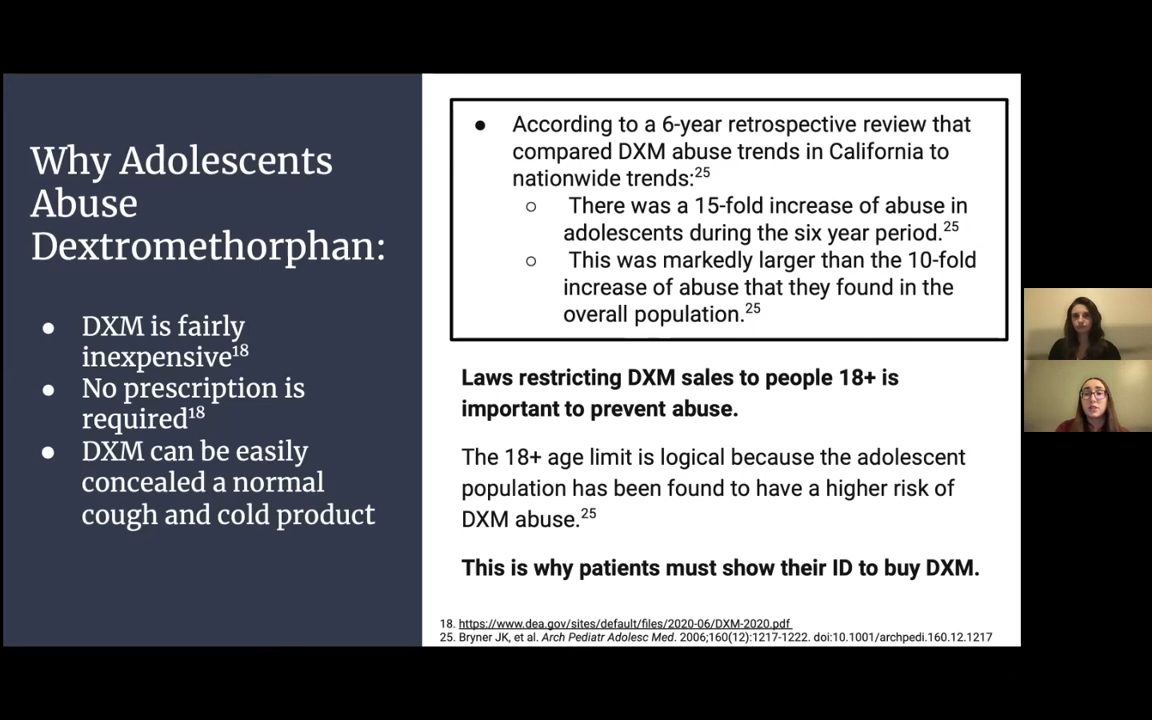 Why Adolescents
Abuse
Dextromethorphan:
● DXM is fairly
inexpensive18
● No prescription is
required18
● DXM can be easily
concealed a normal
cough and cold product
● According to a 6-year retrospective review that
compared DXM abuse trends in California to
nationwide trends:25
○ There was a 15-fold increase of abuse in
adolescents during the six year period.25
○ This was markedly larger than the 10-fold
increase of abuse that they found in the
overall population.25
Laws restricting DXM sales to people 18+ is
important to prevent abuse.
The 18+ age limit is logical because the adolescent
population has been found to have a higher risk of
DXM abuse.25
This is why patients must show their ID to buy DXM.
18. https://www.dea.gov/sites/default/files/2020-06/DXM-2020.pdf
25. Bryner JK, et al. Arch Pediatr Adolesc Med. 2006;160(12):1217-1222. doi:10.1001/archpedi.160.12.1217